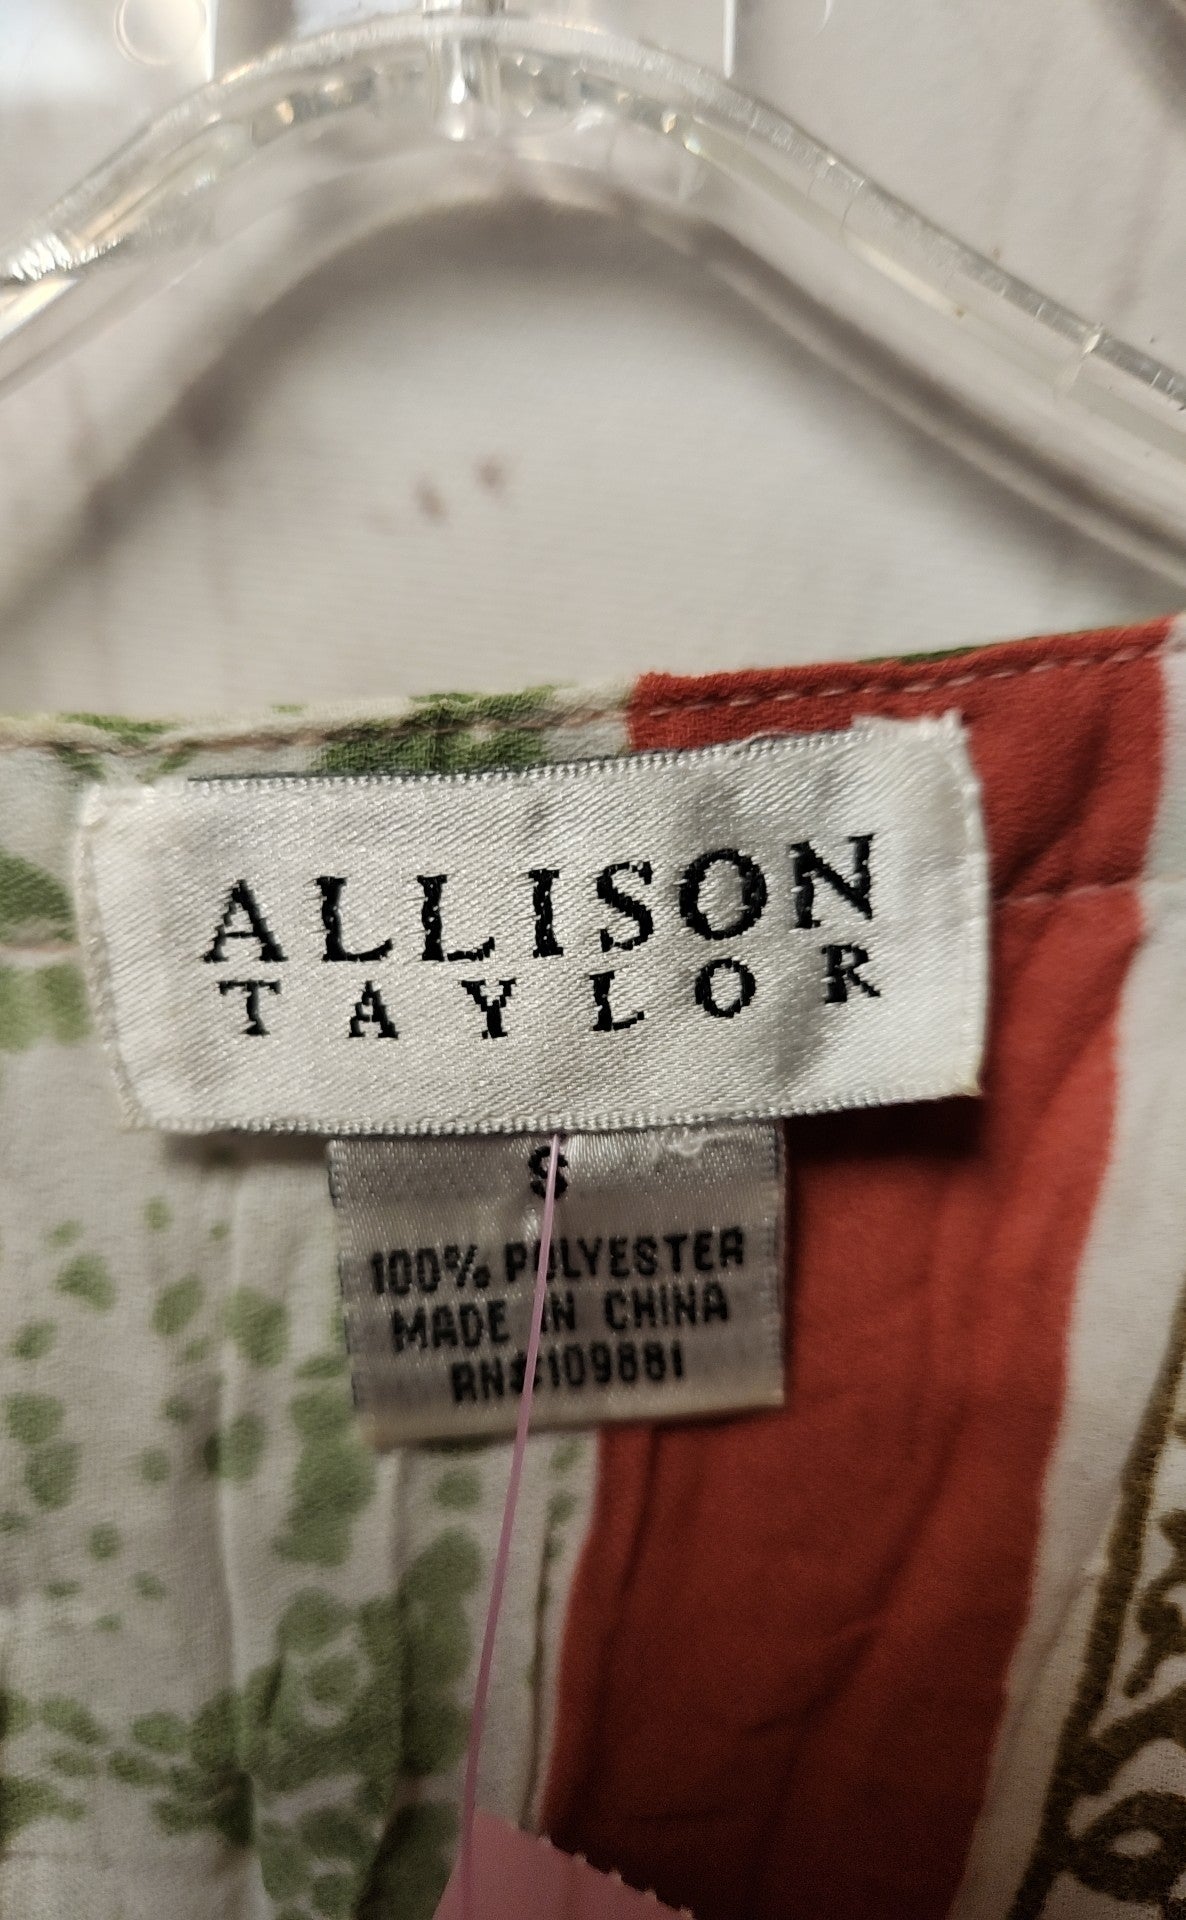 ALLISON
TAYLOR
S
100% POLYESTER
MADE IN CHINA
RN#109881